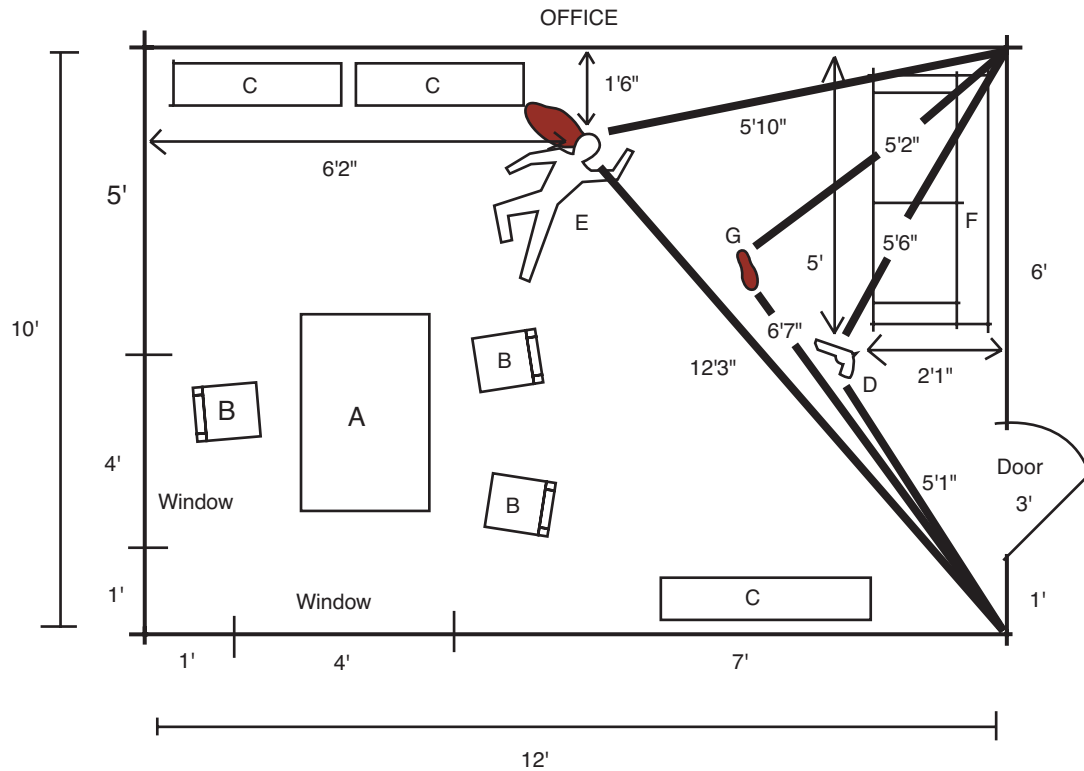 OFFICE
C
C
1'6"
5'10"
5'2"
6'2"
5'
E
G
F
5'6"
5'
6'
10'
6'7"
B
12'3"
2'1"
D
B
A
4'
Door
5'1"
Window
3'
B
1'
Window
C
1'
1'
4'
7'
12'